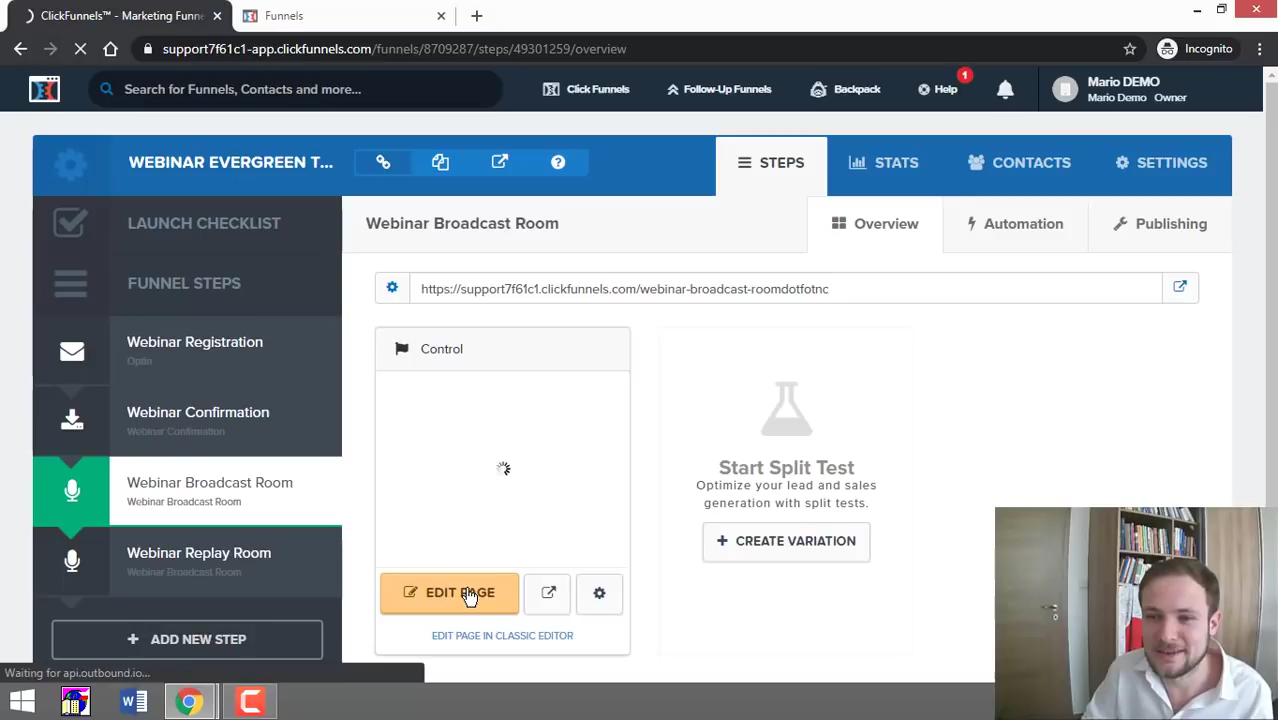 ClickFunnels™ - Marketing Funne
Funnels
support7f61c1-app.clickfunnels.com/funnels/8709287/steps/49301259/overview
Incognito
Search for Funnels, Contacts and more...
Click Funnels
Follow-Up Funnels
Backpack
Help
1
Mario DEMO
Mario Demo Owner
WEBINAR EVERGREEN T...
STEPS
STATS
CONTACTS
SETTINGS
LAUNCH CHECKLIST
Webinar Broadcast Room
Overview
Automation
Publishing
FUNNEL STEPS
https://support7f61c1.clickfunnels.com/webinar-broadcast-roomdotfotnc
Webinar Registration
Optin
Control
Webinar Confirmation
Webinar Confirmation
Start Split Test
Optimize your lead and sales
generation with split tests.
Webinar Broadcast Room
Webinar Broadcast Room
+ CREATE VARIATION
Webinar Replay Room
Webinar Broadcast Room
EDIT PAGE
EDIT PAGE IN CLASSIC EDITOR
+ ADD NEW STEP
Waiting for api.outbound.io...